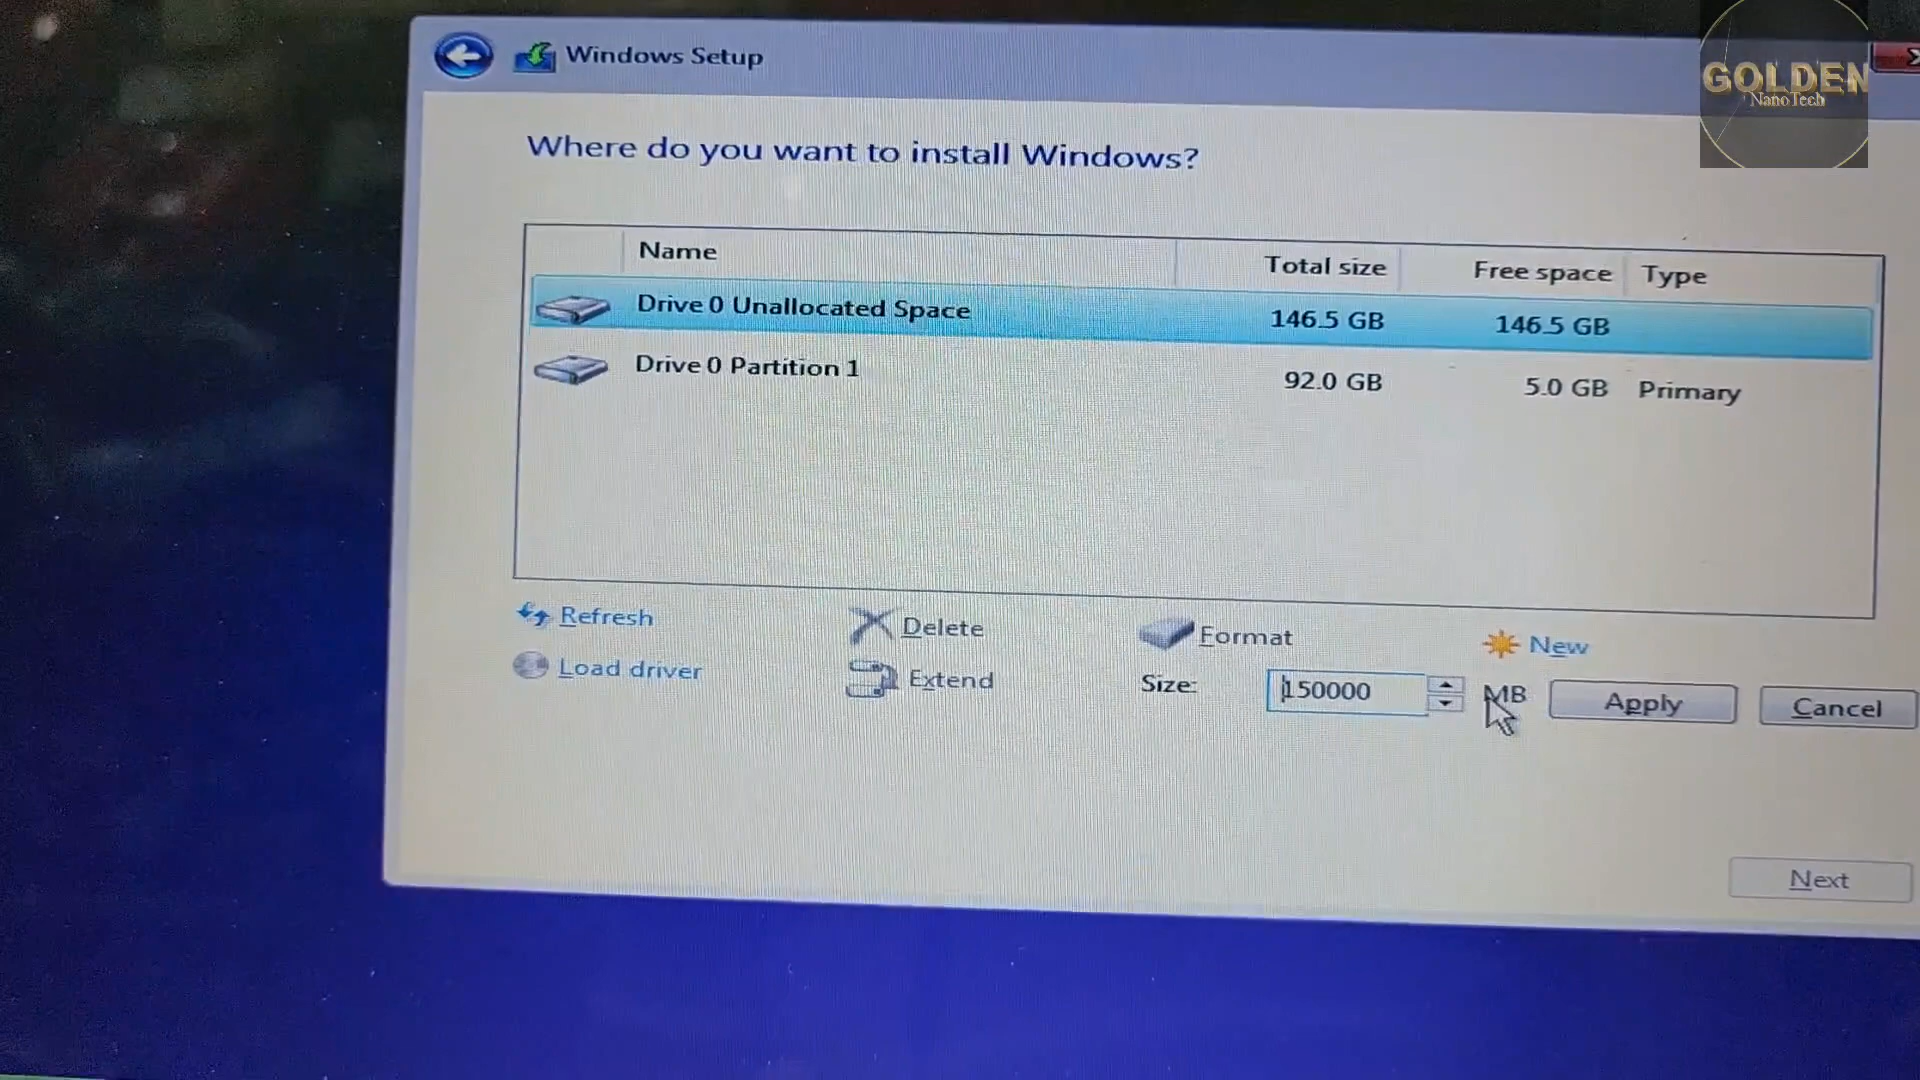 Windows Setup
GOLDEN
NanoTech
Where do you want to install Windows?
Name Total size Free space Type
Drive 0 Unallocated Space 146.5 GB 146.5 GB
Drive 0 Partition 1 92.0 GB 5.0 GB Primary
Refresh Delete Format New
Load driver Extend Size: 150000 MB Apply Cancel
Next